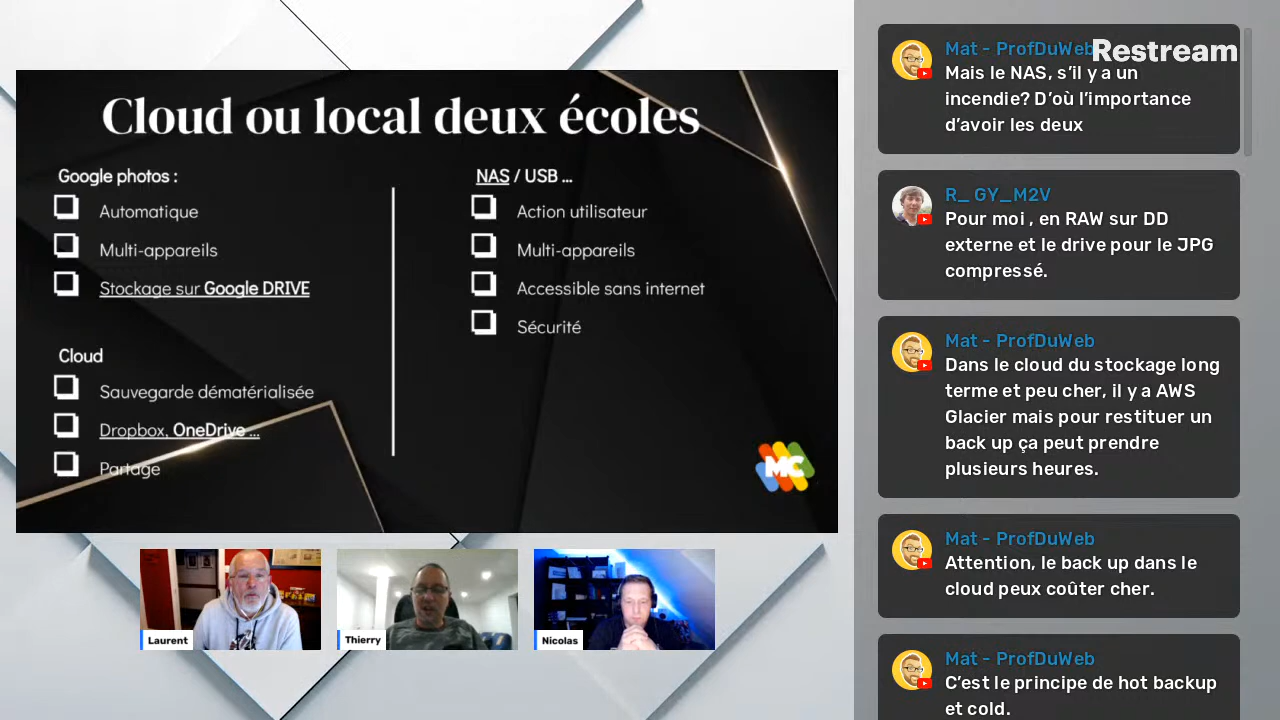 Cloud ou local deux écoles
Google photos :
Automatique
Multi-appareils
Stockage sur Google DRIVE
Cloud
Sauvegarde dématérialisée
Dropbox, OneDrive ...
Partage
NAS / USB ...
Action utilisateur
Multi-appareils
Accessible sans internet
Sécurité
MC
Laurent
Thierry
Nicolas
Restream
Mat - ProfDuWeb
Mais le NAS, s’il y a un
incendie? D’où l’importance
d’avoir les deux
R_ GY_M2V
Pour moi , en RAW sur DD
externe et le drive pour le JPG
compressé.
Mat - ProfDuWeb
Dans le cloud du stockage long
terme et peu cher, il y a AWS
Glacier mais pour restituer un
back up ça peut prendre
plusieurs heures.
Mat - ProfDuWeb
Attention, le back up dans le
cloud peux coûter cher.
Mat - ProfDuWeb
C’est le principe de hot backup
et cold.